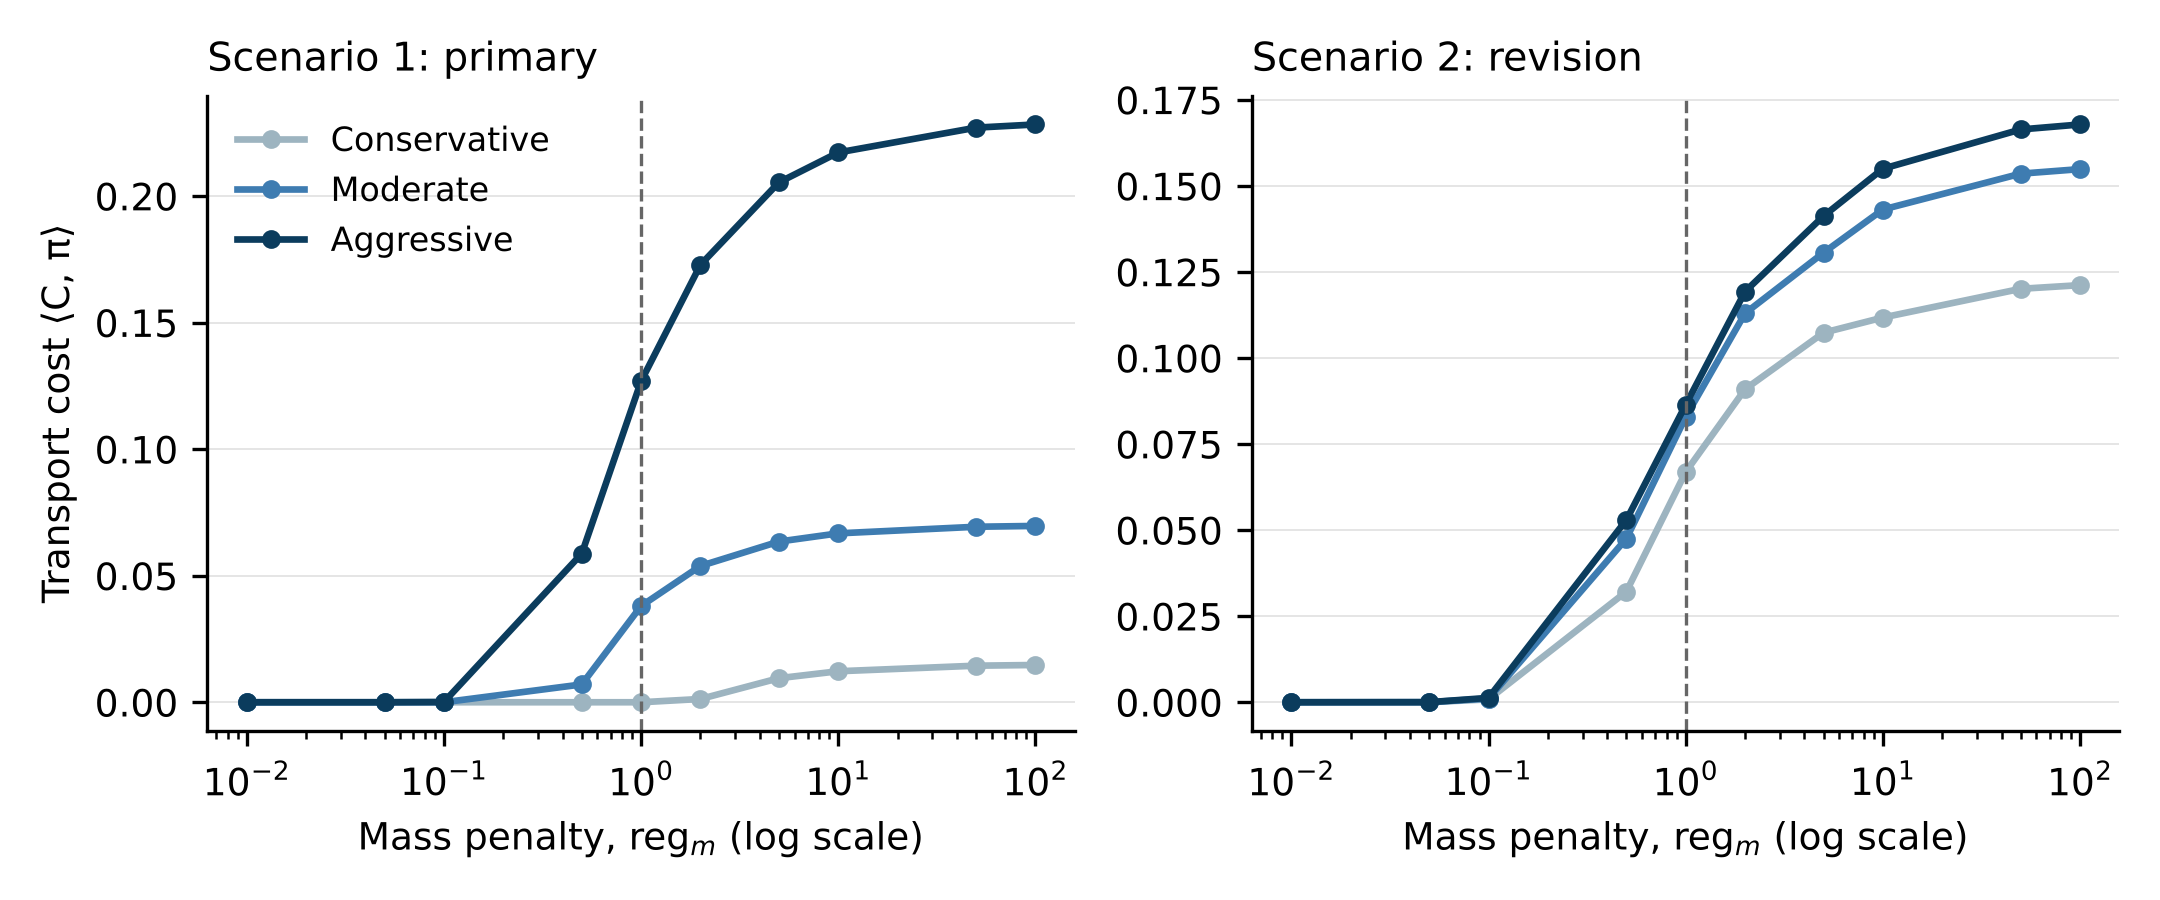 Scenario 1: primary
Conservative
Moderate
Aggressive
Transport cost ⟨C, π⟩
0.20
0.15
0.10
0.05
0.00
10⁻² 10⁻¹ 10⁰ 10¹ 10²
Mass penalty, regₘ (log scale)
Scenario 2: revision
0.175
0.150
0.125
0.100
0.075
0.050
0.025
0.000
10⁻² 10⁻¹ 10⁰ 10¹ 10²
Mass penalty, regₘ (log scale)